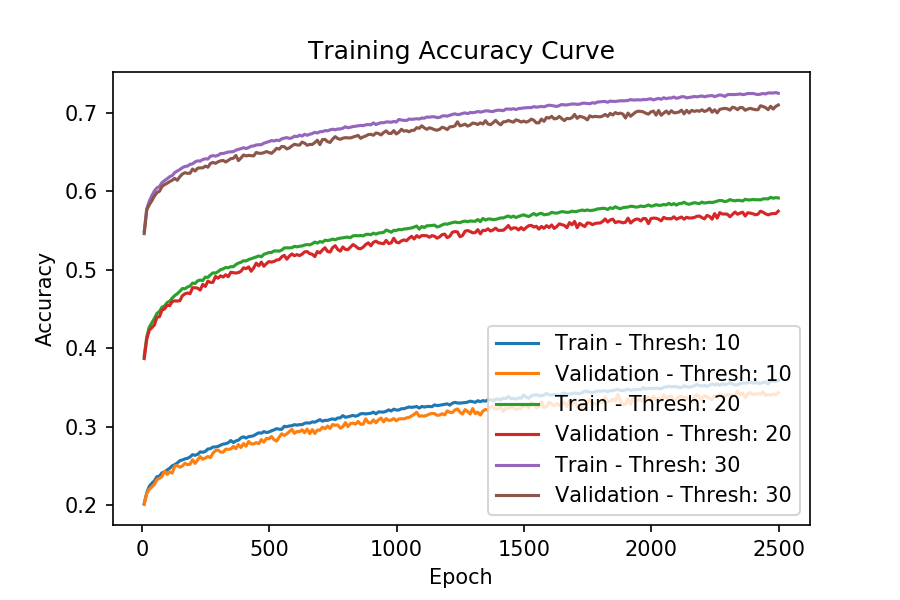 Training Accuracy Curve
Accuracy
0.7
0.6
0.5
0.4
0.3
0.2
Train - Thresh: 10
Validation - Thresh: 10
Train - Thresh: 20
Validation - Thresh: 20
Train - Thresh: 30
Validation - Thresh: 30
0 500 1000 1500 2000 2500
Epoch